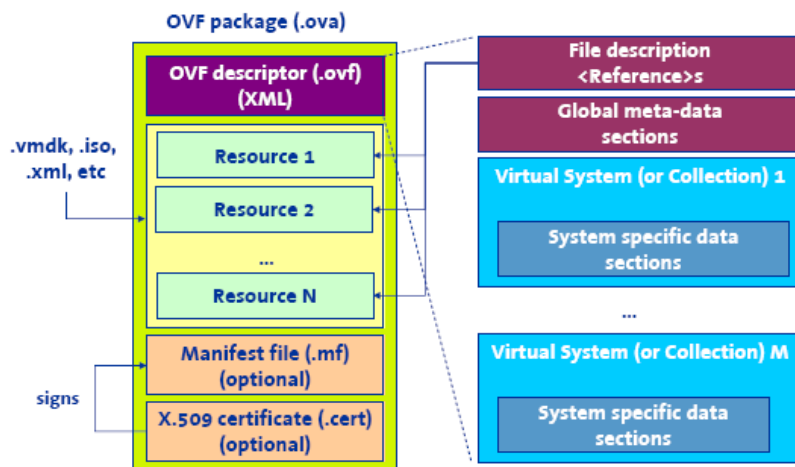 OVF package (.ova)
OVF descriptor (.ovf)
(XML)
.vmdk, .iso,
.xml, etc
Resource 1
Resource 2
...
Resource N
Manifest file (.mf)
(optional)
signs
X.509 certificate (.cert)
(optional)
File description
<Reference>s
Global meta-data
sections
Virtual System (or Collection) 1
System specific data
sections
...
Virtual System (or Collection) M
System specific data
sections